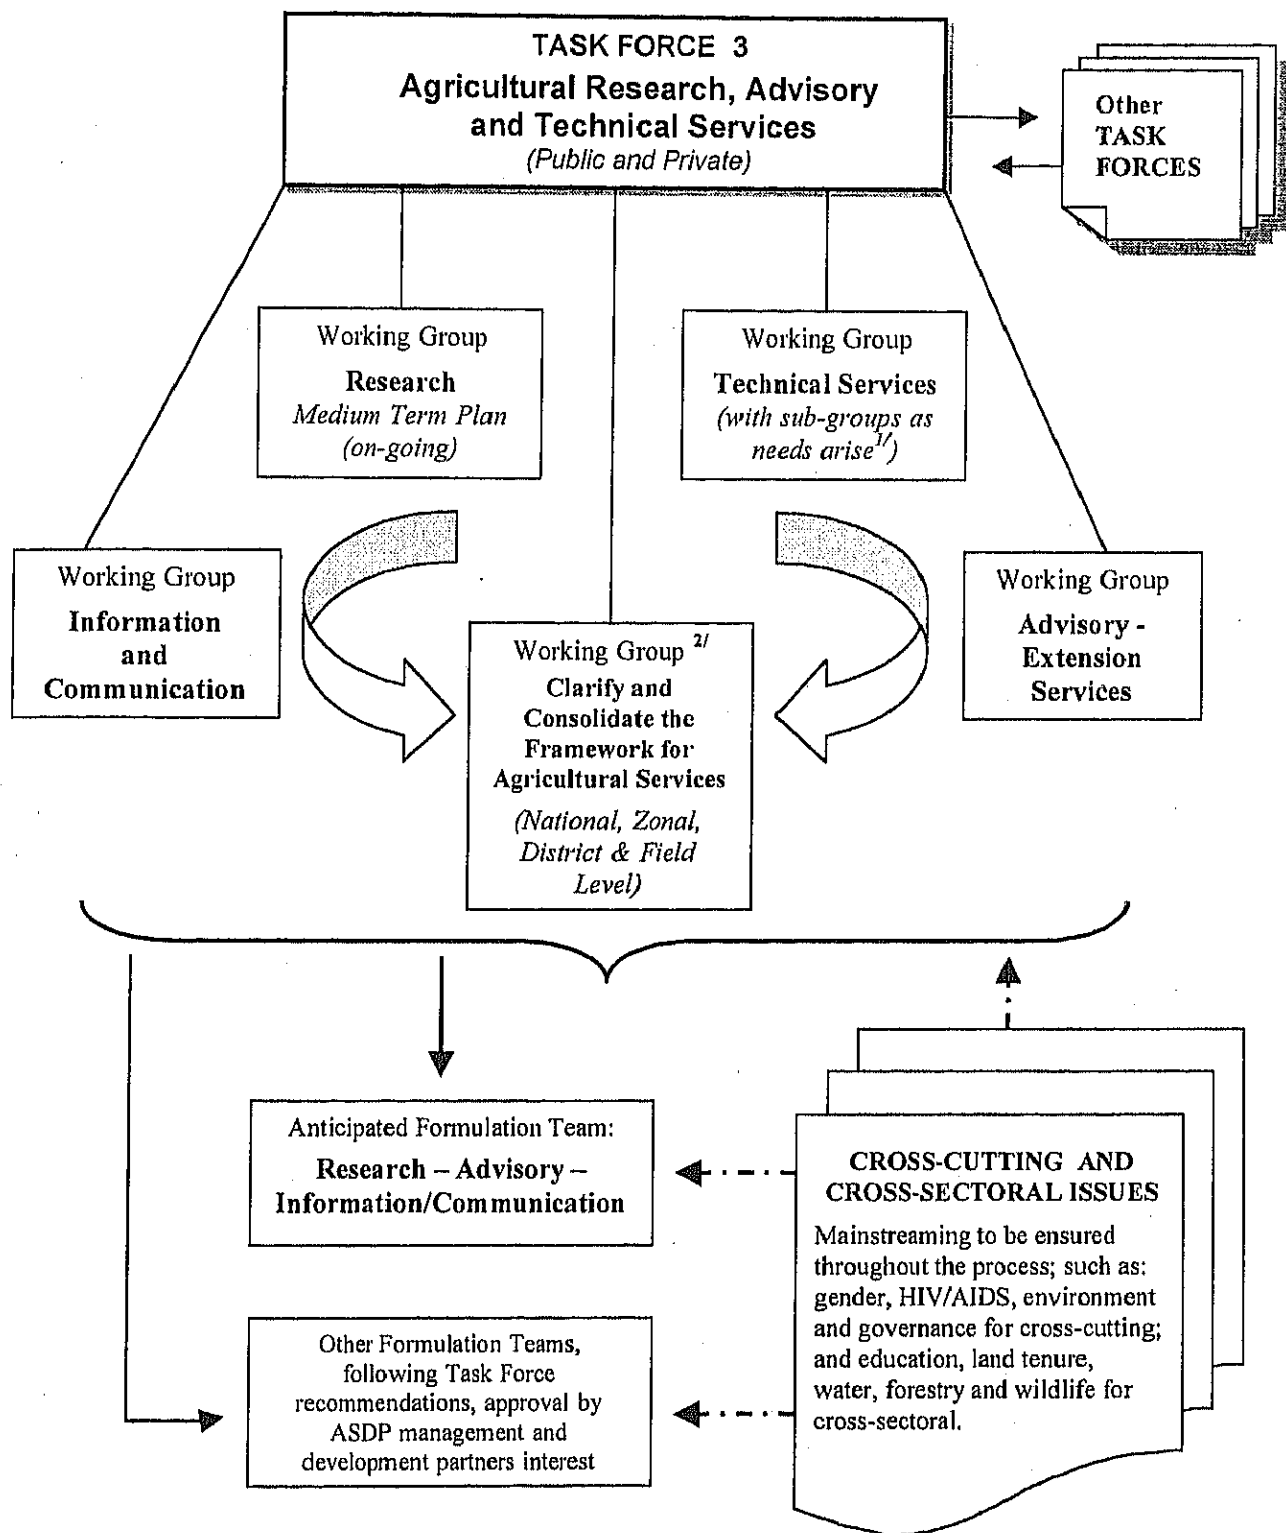 TASK FORCE 3
Agricultural Research, Advisory
and Technical Services
(Public and Private)
Other
TASK
FORCES
Working Group
Research
Medium Term Plan
(on-going)
Working Group
Technical Services
(with sub-groups as
needs arise 1/)
Working Group
Information
and
Communication
Working Group 2/
Clarify and
Consolidate the
Framework for
Agricultural Services
(National, Zonal,
District & Field
Level)
Working Group
Advisory -
Extension
Services
Anticipated Formulation Team:
Research – Advisory –
Information/Communication
Other Formulation Teams,
following Task Force
recommendations, approval by
ASDP management and
development partners interest
CROSS-CUTTING AND
CROSS-SECTORAL ISSUES
Mainstreaming to be ensured
throughout the process; such as:
gender, HIV/AIDS, environment
and governance for cross-cutting;
and education, land tenure,
water, forestry and wildlife for
cross-sectoral.